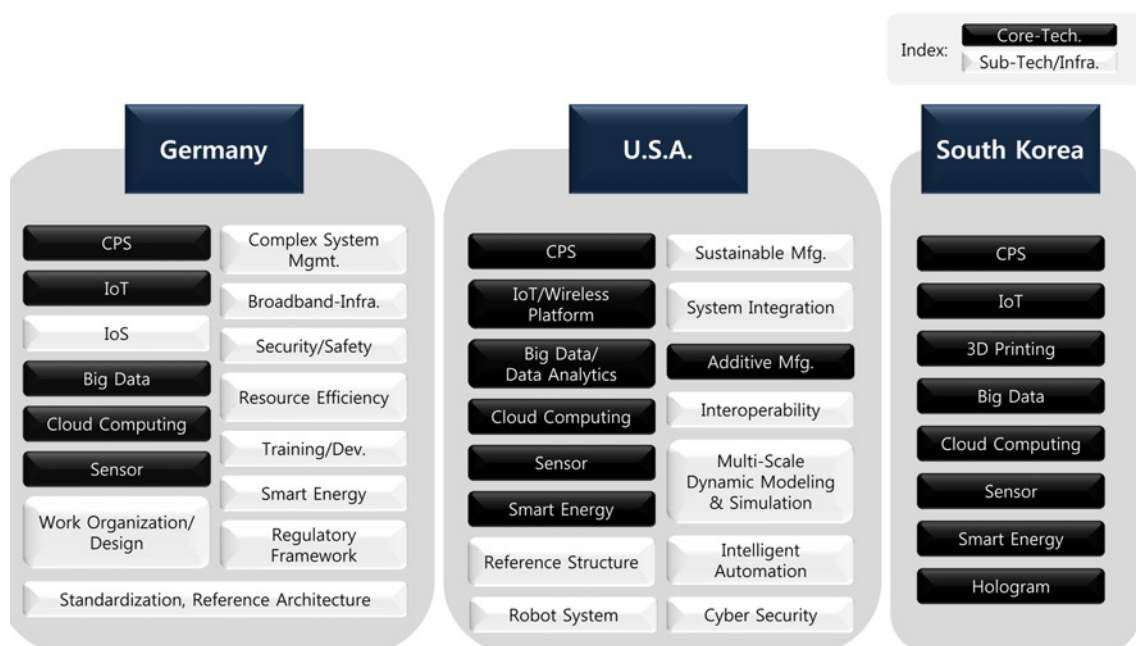 Index:
Core-Tech.
Sub-Tech/Infra.
Germany
CPS
IoT
IoS
Big Data
Cloud Computing
Sensor
Work Organization/
Design
Complex System
Mgmt.
Broadband-Infra.
Security/Safety
Resource Efficiency
Training/Dev.
Smart Energy
Regulatory
Framework
Standardization, Reference Architecture
U.S.A.
CPS
IoT/Wireless
Platform
Big Data/
Data Analytics
Cloud Computing
Sensor
Smart Energy
Reference Structure
Robot System
Sustainable Mfg.
System Integration
Additive Mfg.
Interoperability
Multi-Scale
Dynamic Modeling
& Simulation
Intelligent
Automation
Cyber Security
South Korea
CPS
IoT
3D Printing
Big Data
Cloud Computing
Sensor
Smart Energy
Hologram